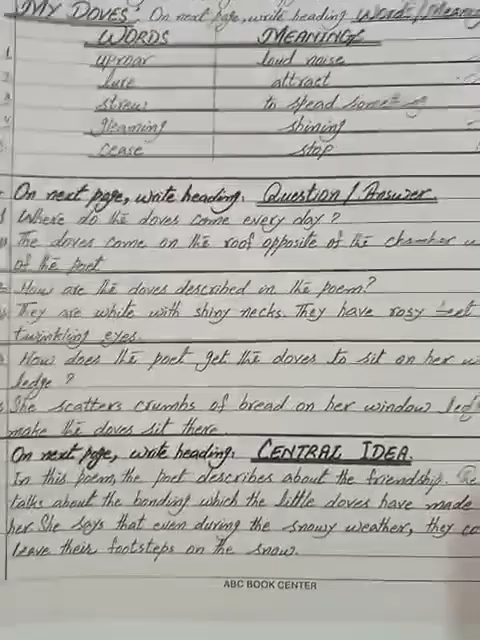 MY DOVES: On next page, write heading Words/Meaning
WORDS MEANINGS
1 uproar loud noise
2 lure attract
3 strew to spead some
4 gleaming shining
5 cease stop
On next page, write heading. Question/Answer.
Where do the doves come every day?
The doves come on the roof opposite of the chamber
of the poet
How are the doves described in the poem?
They are white with shiny necks. They have rosy feet
twinkling eyes.
How does the poet get the doves to sit on her
ledge?
She scatters crumbs of bread on her window
make the doves sit there.
On next page, write heading. CENTRAL IDEA.
In this poem, the poet describes about the friendship.
talks about the bonding which the little doves have made
her. She says that even during the snowy weather, they
leave their footsteps on the snow.
ABC BOOK CENTER